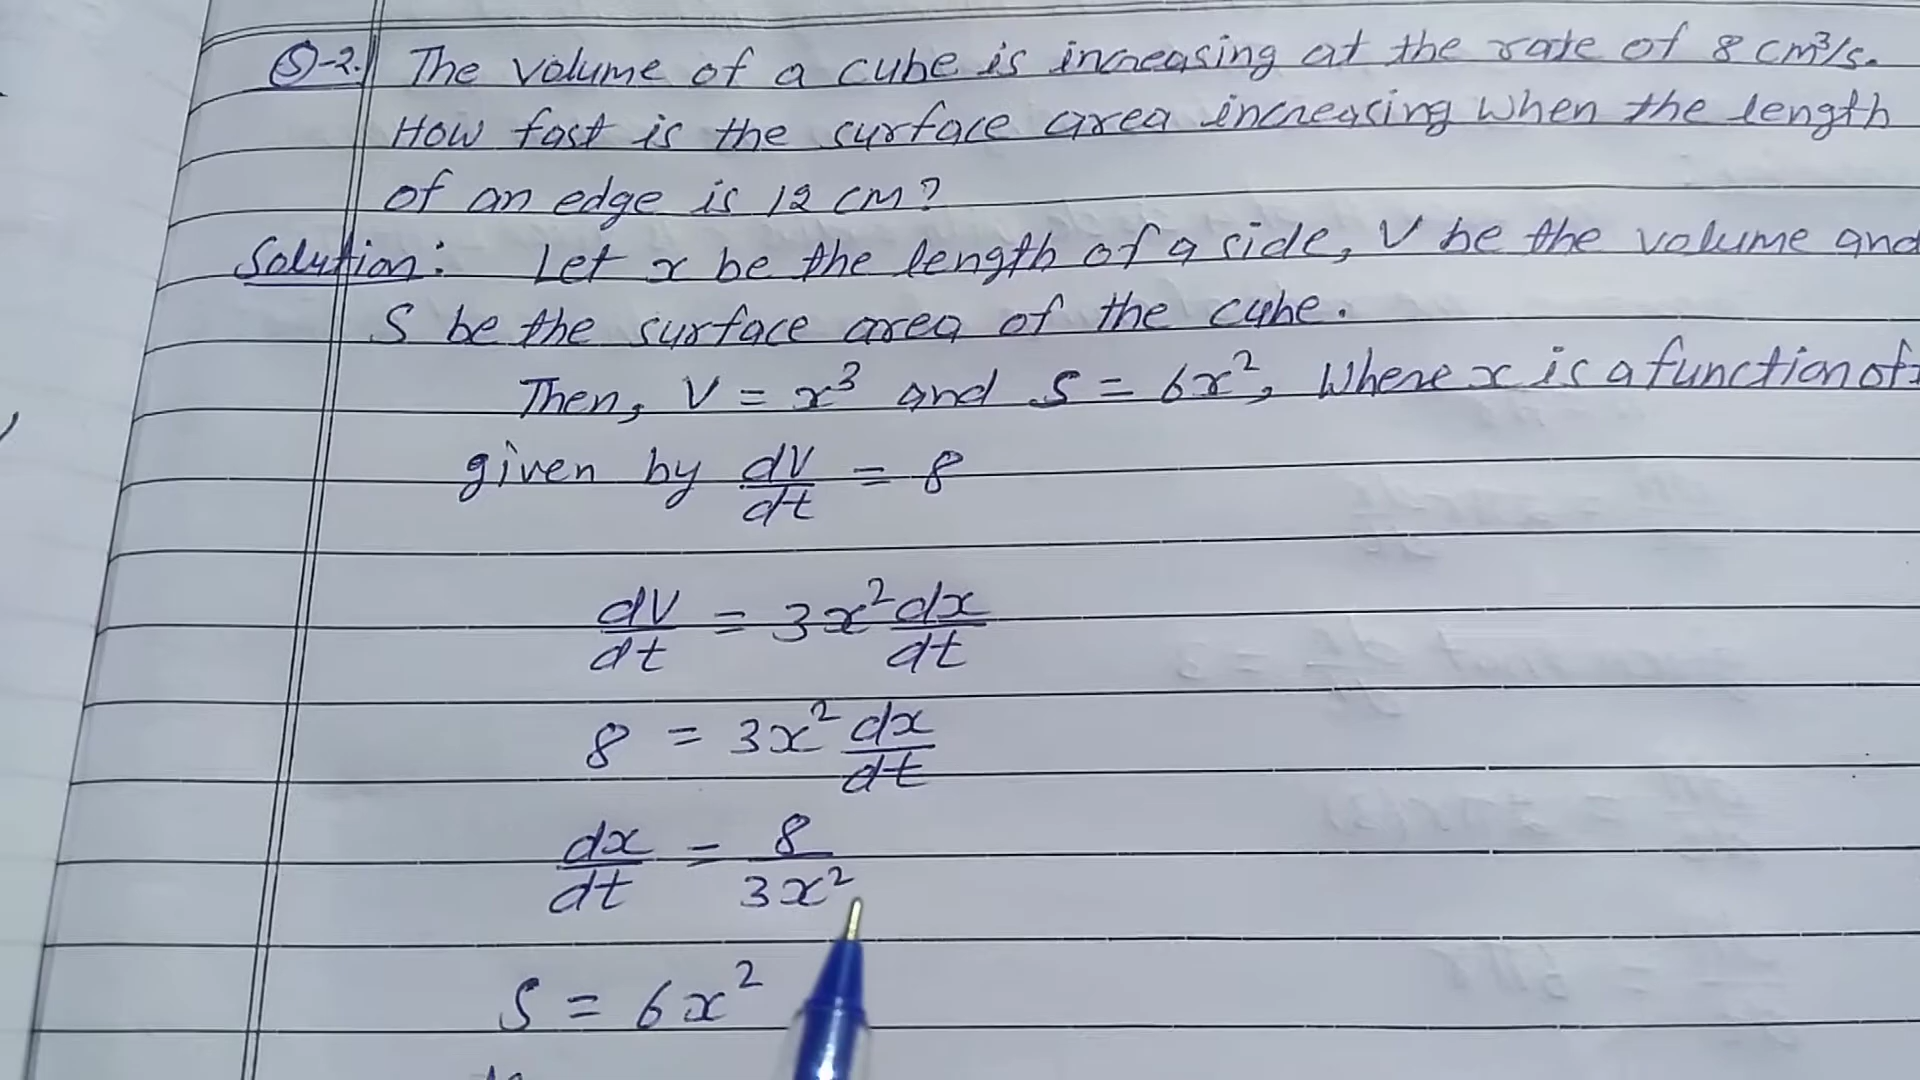 Q-2. The volume of a cube is increasing at the rate of 8 cm³/s.
How fast is the surface area increasing when the length
of an edge is 12 cm?
Solution: Let x be the length of a side, V be the volume and
S be the surface area of the cube.
Then, V = x³ and S = 6x², Where x is a function of
given by dV/dt = 8
dV/dt = 3x² dx/dt
8 = 3x² dx/dt
dx/dt = 8/3x²
S = 6x²